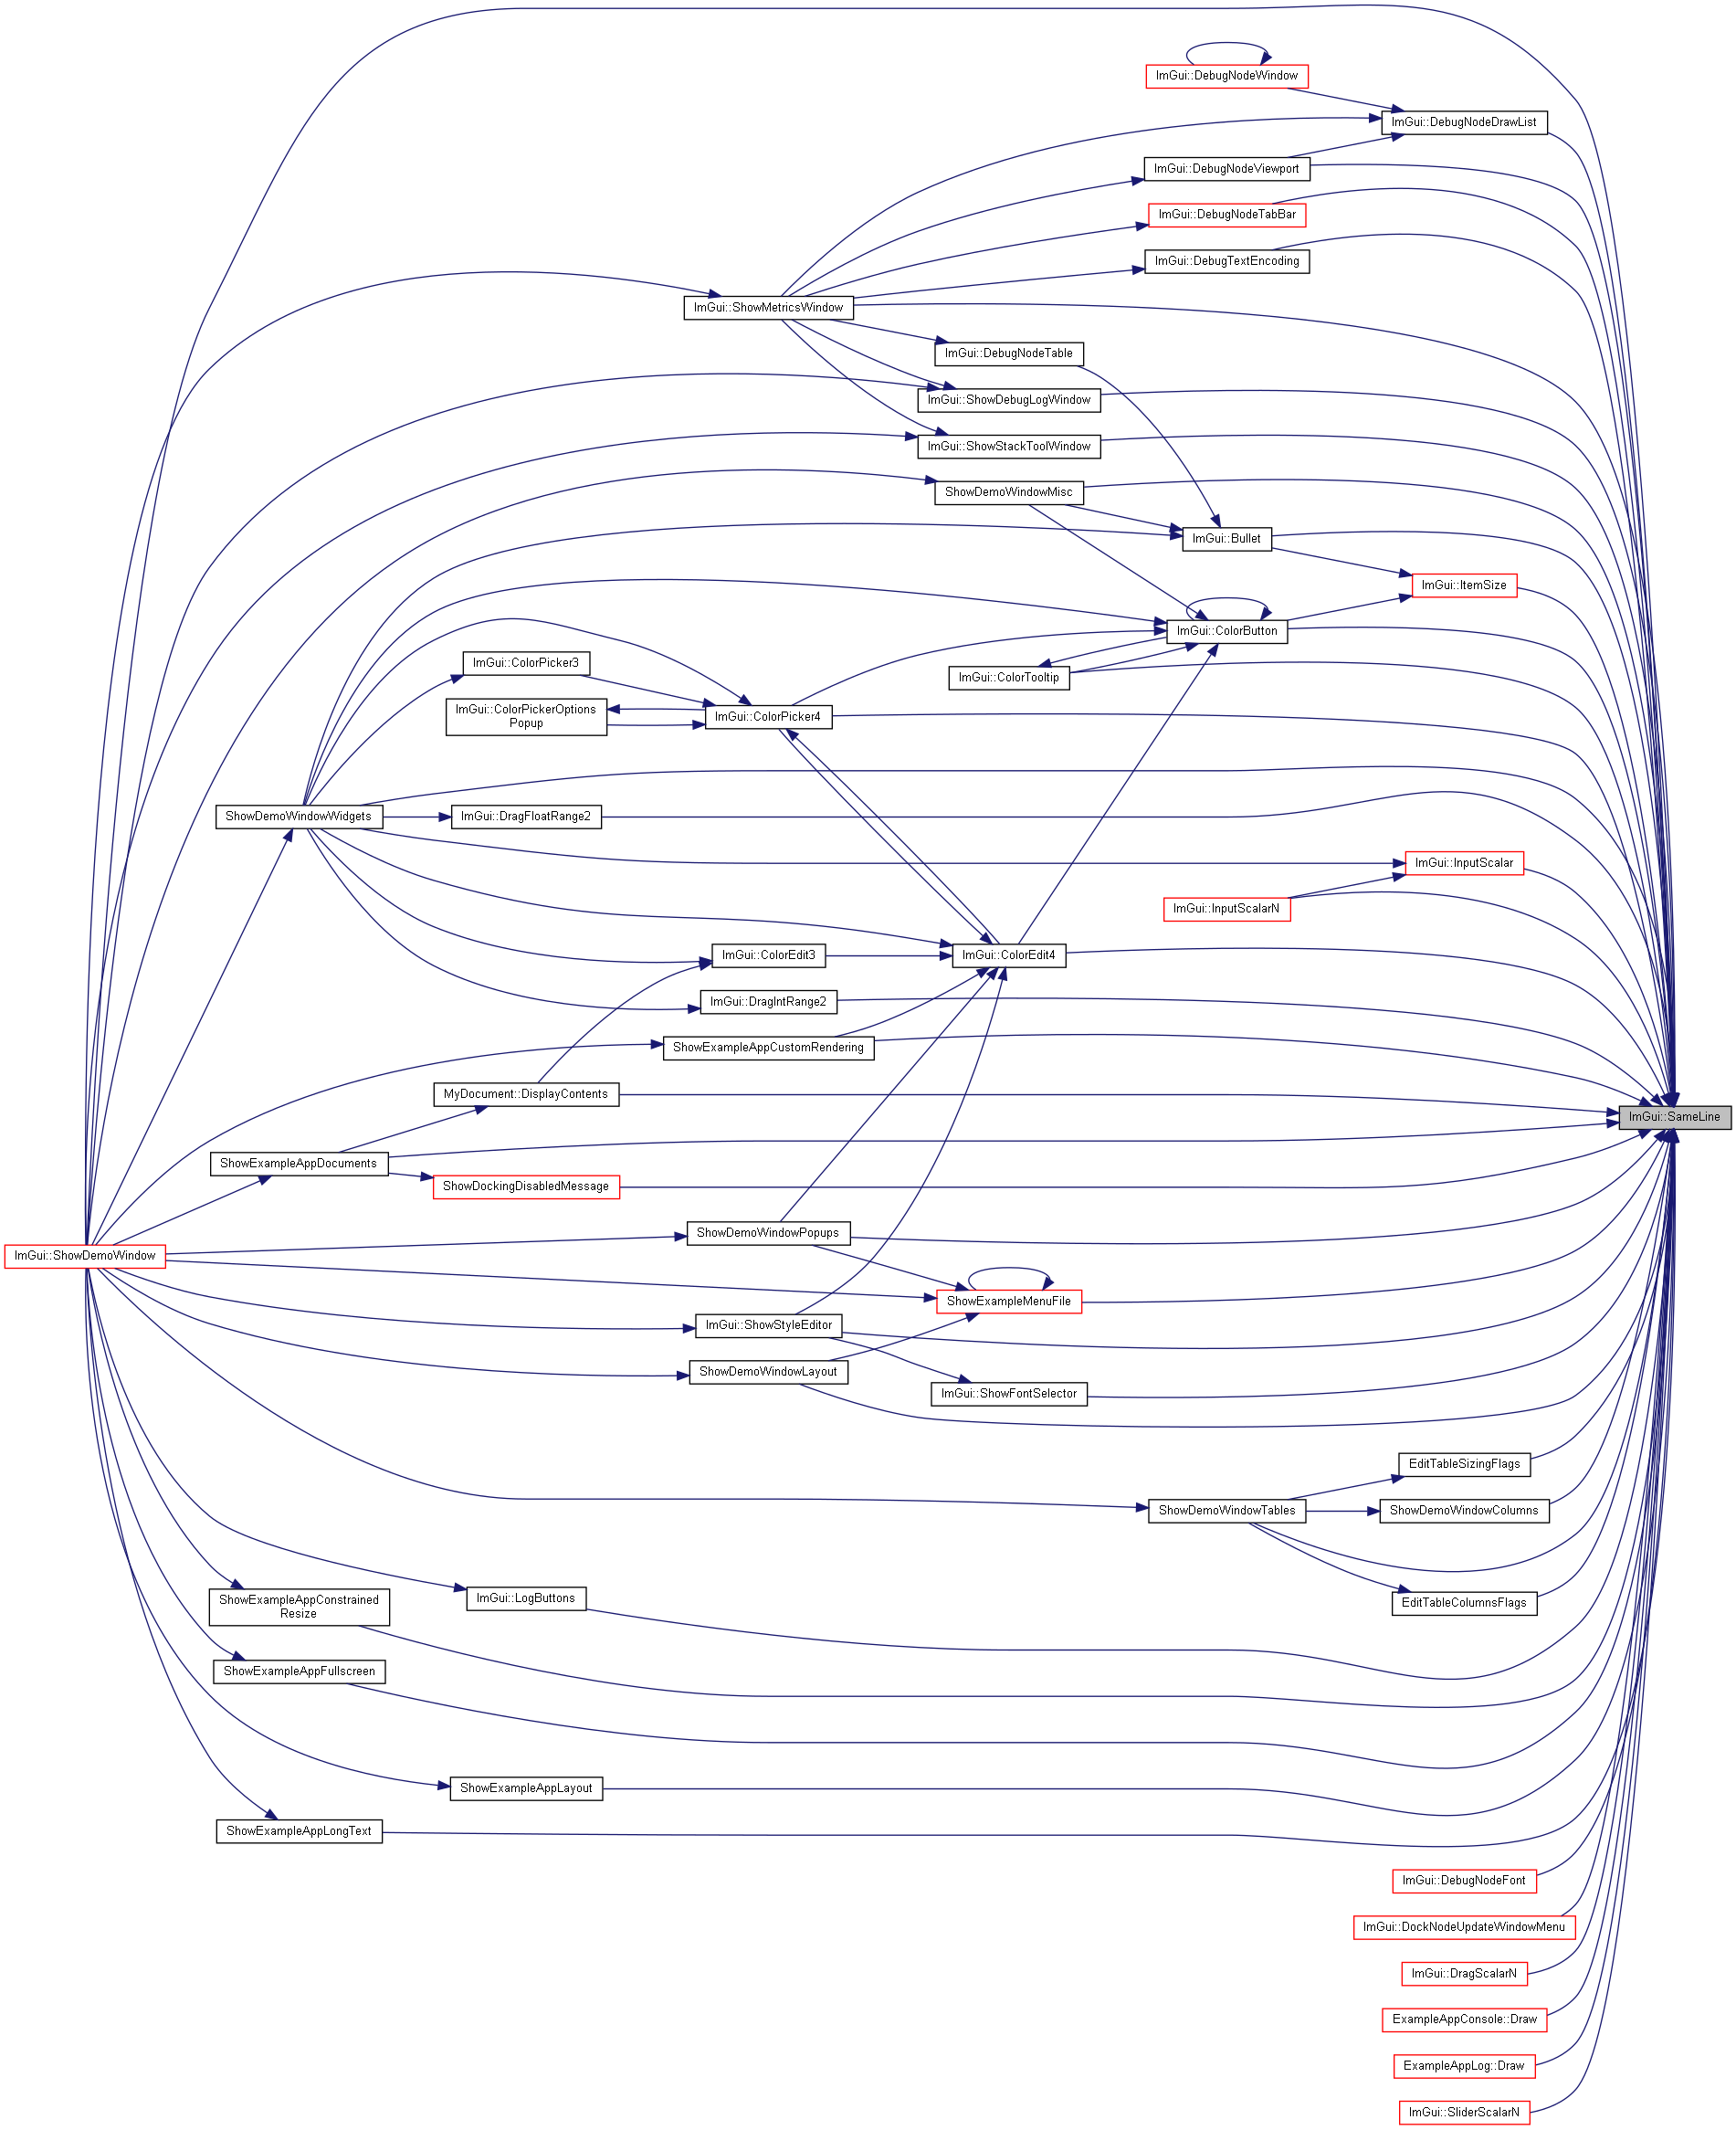 ImGui::DebugNodeWindow
ImGui::DebugNodeDrawList
ImGui::DebugNodeViewport
ImGui::DebugNodeTabBar
ImGui::DebugTextEncoding
ImGui::ShowMetricsWindow
ImGui::DebugNodeTable
ImGui::ShowDebugLogWindow
ImGui::ShowStackToolWindow
ShowDemoWindowMisc
ImGui::Bullet
ImGui::ItemSize
ImGui::ColorButton
ImGui::ColorPicker3
ImGui::ColorTooltip
ImGui::ColorPickerOptions
Popup
ImGui::ColorPicker4
ShowDemoWindowWidgets
ImGui::DragFloatRange2
ImGui::InputScalar
ImGui::InputScalarN
ImGui::ColorEdit3
ImGui::ColorEdit4
ImGui::DragIntRange2
ShowExampleAppCustomRendering
MyDocument::DisplayContents
ImGui::SameLine
ShowExampleAppDocuments
ShowDockingDisabledMessage
ShowDemoWindowPopups
ImGui::ShowDemoWindow
ShowExampleMenuFile
ImGui::ShowStyleEditor
ShowDemoWindowLayout
ImGui::ShowFontSelector
EditTableSizingFlags
ShowDemoWindowTables
ShowDemoWindowColumns
ShowExampleAppConstrained
Resize
ImGui::LogButtons
EditTableColumnsFlags
ShowExampleAppFullscreen
ShowExampleAppLayout
ShowExampleAppLongText
ImGui::DebugNodeFont
ImGui::DockNodeUpdateWindowMenu
ImGui::DragScalarN
ExampleAppConsole::Draw
ExampleAppLog::Draw
ImGui::SliderScalarN